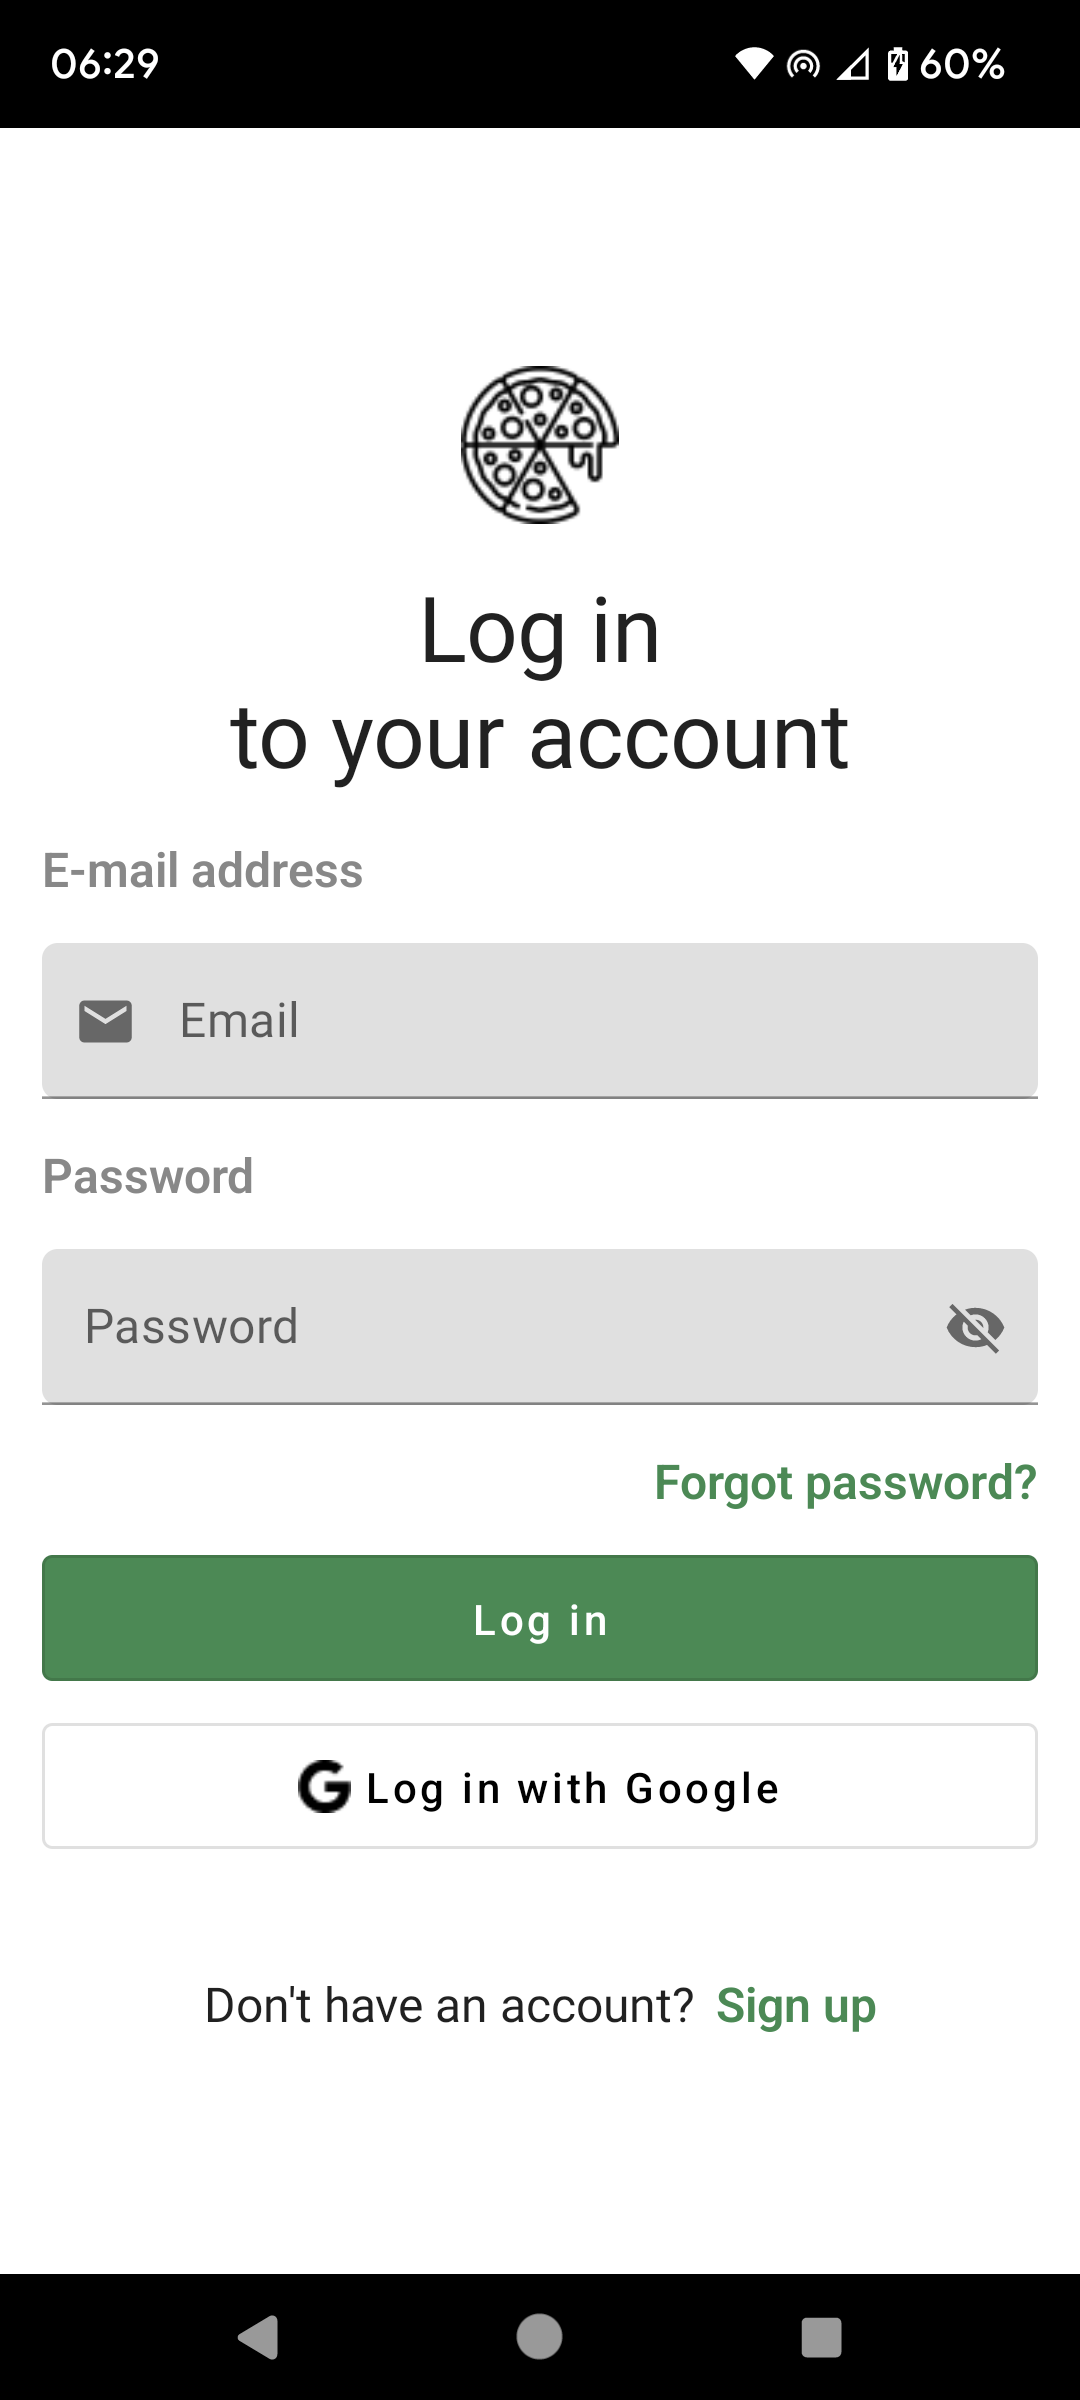 06:29 60%
Log in
to your account
E-mail address
Email
Password
Password
Forgot password?
Log in
Log in with Google
Don't have an account? Sign up